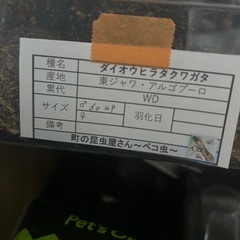 種名 ダイオウヒラタクワガタ
産地 東ジャワ・アルゴプーロ
累代 WD
サイズ ♂ 60UP ♀ 羽化日
備考
町の昆虫屋さん～ペコ虫～
Pet's